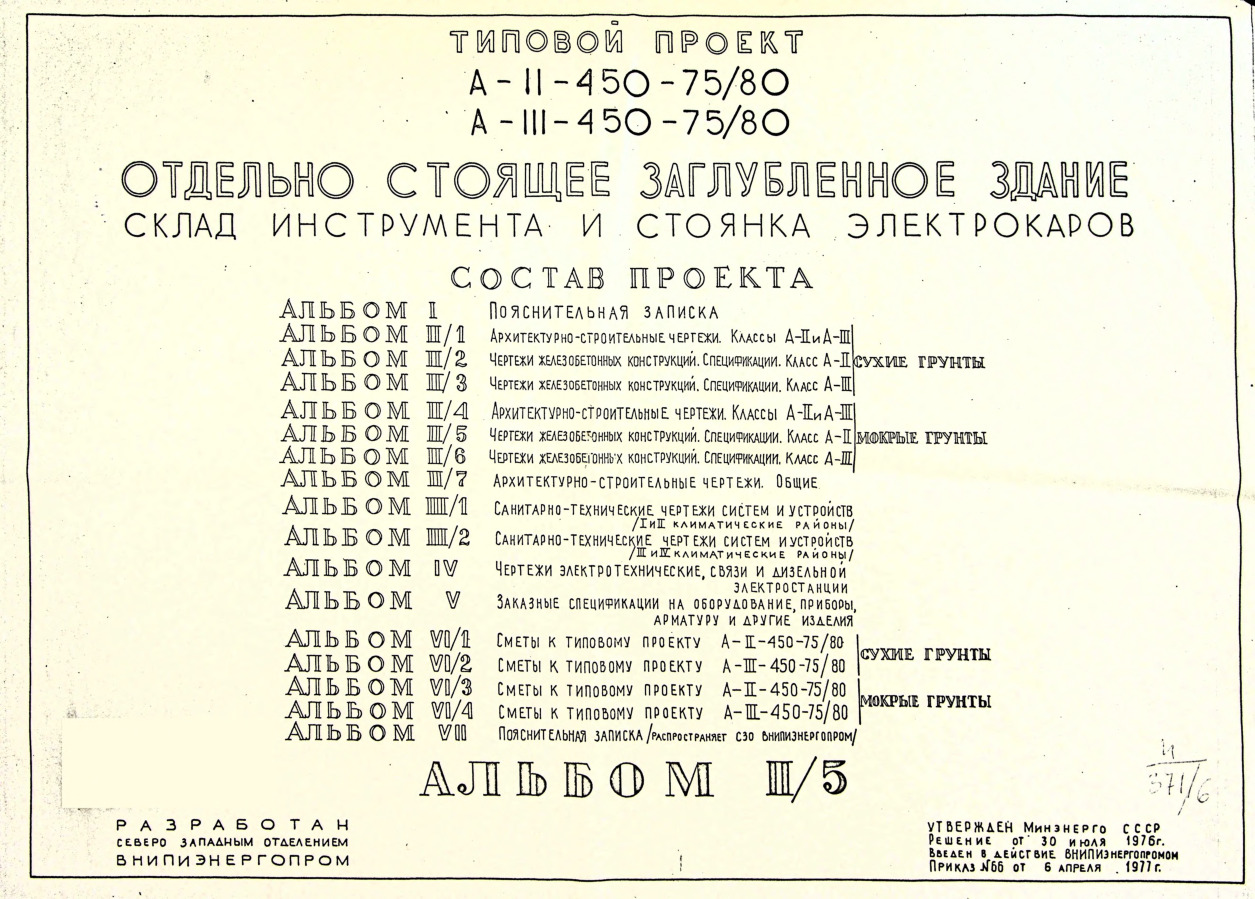 ТИПОВОЙ ПРОЕКТ
А-II-450-75/80
А-III-450-75/80
ОТДЕЛЬНО СТОЯЩЕЕ ЗАГЛУБЛЕННОЕ ЗДАНИЕ
СКЛАД ИНСТРУМЕНТА И СТОЯНКА ЭЛЕКТРОКАРОВ
СОСТАВ ПРОЕКТА
АЛЬБОМ I ПОЯСНИТЕЛЬНАЯ ЗАПИСКА
АЛЬБОМ II/1 АРХИТЕКТУРНО-СТРОИТЕЛЬНЫЕ ЧЕРТЕЖИ. КЛАССЫ А-II и А-III
АЛЬБОМ II/2 ЧЕРТЕЖИ ЖЕЛЕЗОБЕТОННЫХ КОНСТРУКЦИЙ. СПЕЦИФИКАЦИИ. КЛАСС А-II СУХИЕ ГРУНТЫ
АЛЬБОМ II/3 ЧЕРТЕЖИ ЖЕЛЕЗОБЕТОННЫХ КОНСТРУКЦИЙ. СПЕЦИФИКАЦИИ. КЛАСС А-III
АЛЬБОМ II/4 АРХИТЕКТУРНО-СТРОИТЕЛЬНЫЕ ЧЕРТЕЖИ. КЛАССЫ А-II и А-III
АЛЬБОМ II/5 ЧЕРТЕЖИ ЖЕЛЕЗОБЕТОННЫХ КОНСТРУКЦИЙ. СПЕЦИФИКАЦИИ. КЛАСС А-II МОКРЫЕ ГРУНТЫ
АЛЬБОМ II/6 ЧЕРТЕЖИ ЖЕЛЕЗОБЕТОННЫХ КОНСТРУКЦИЙ. СПЕЦИФИКАЦИИ. КЛАСС А-III
АЛЬБОМ II/7 АРХИТЕКТУРНО-СТРОИТЕЛЬНЫЕ ЧЕРТЕЖИ. ОБЩИЕ
АЛЬБОМ III/1 САНИТАРНО-ТЕХНИЧЕСКИЕ ЧЕРТЕЖИ СИСТЕМ И УСТРОЙСТВ
/I и II КЛИМАТИЧЕСКИЕ РАЙОНЫ/
АЛЬБОМ III/2 САНИТАРНО-ТЕХНИЧЕСКИЕ ЧЕРТЕЖИ СИСТЕМ И УСТРОЙСТВ
/III и IV КЛИМАТИЧЕСКИЕ РАЙОНЫ/
АЛЬБОМ IV ЧЕРТЕЖИ ЭЛЕКТРОТЕХНИЧЕСКИЕ, СВЯЗИ И ДИЗЕЛЬНОЙ
ЭЛЕКТРОСТАНЦИИ
АЛЬБОМ V ЗАКАЗНЫЕ СПЕЦИФИКАЦИИ НА ОБОРУДОВАНИЕ, ПРИБОРЫ,
АРМАТУРУ И ДРУГИЕ ИЗДЕЛИЯ
АЛЬБОМ VI/1 СМЕТЫ К ТИПОВОМУ ПРОЕКТУ А-II-450-75/80
АЛЬБОМ VI/2 СМЕТЫ К ТИПОВОМУ ПРОЕКТУ А-III-450-75/80 СУХИЕ ГРУНТЫ
АЛЬБОМ VI/3 СМЕТЫ К ТИПОВОМУ ПРОЕКТУ А-II-450-75/80
АЛЬБОМ VI/4 СМЕТЫ К ТИПОВОМУ ПРОЕКТУ А-III-450-75/80 МОКРЫЕ ГРУНТЫ
АЛЬБОМ VII ПОЯСНИТЕЛЬНАЯ ЗАПИСКА /РАСПРОСТРАНЯЕТ СЗО ВНИПИЭНЕРГОПРОМ/
АЛЬБОМ II/5
371/6
РАЗРАБОТАН
СЕВЕРО ЗАПАДНЫМ ОТДЕЛЕНИЕМ
ВНИПИЭНЕРГОПРОМ
УТВЕРЖДЕН МИНЭНЕРГО СССР
РЕШЕНИЕ от 30 ИЮЛЯ 1976г.
ВВЕДЕН В ДЕЙСТВИЕ ВНИПИЭНЕРГОПРОМОМ
ПРИКАЗ №66 ОТ 6 АПРЕЛЯ 1977г.